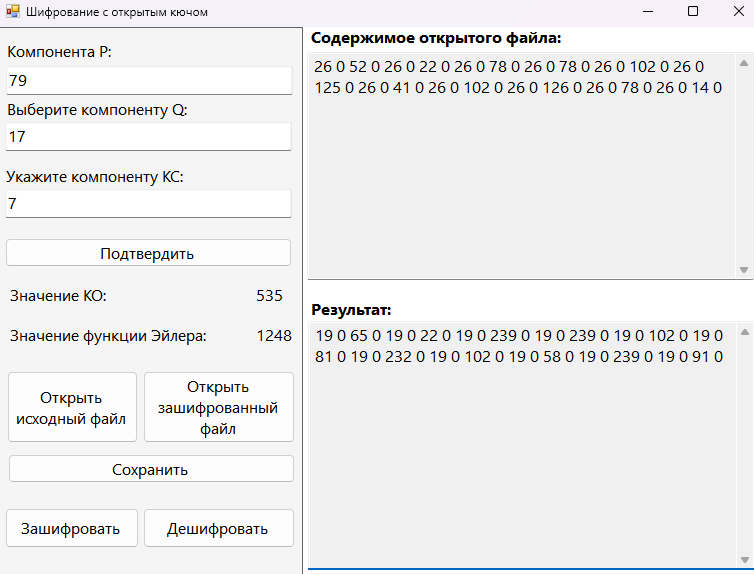 Шифрование с открытым кючом
Компонента P:
79
Выберите компоненту Q:
17
Укажите компоненту КС:
7
Подтвердить
Значение КО: 535
Значение функции Эйлера: 1248
Открыть
исходный файл
Открыть
зашифрованный
файл
Сохранить
Зашифровать
Дешифровать
Содержимое открытого файла:
26 0 52 0 26 0 22 0 26 0 78 0 26 0 78 0 26 0 102 0 26 0
125 0 26 0 41 0 26 0 102 0 26 0 126 0 26 0 78 0 26 0 14 0
Результат:
19 0 65 0 19 0 22 0 19 0 239 0 19 0 239 0 19 0 102 0 19 0
81 0 19 0 232 0 19 0 102 0 19 0 58 0 19 0 239 0 19 0 91 0